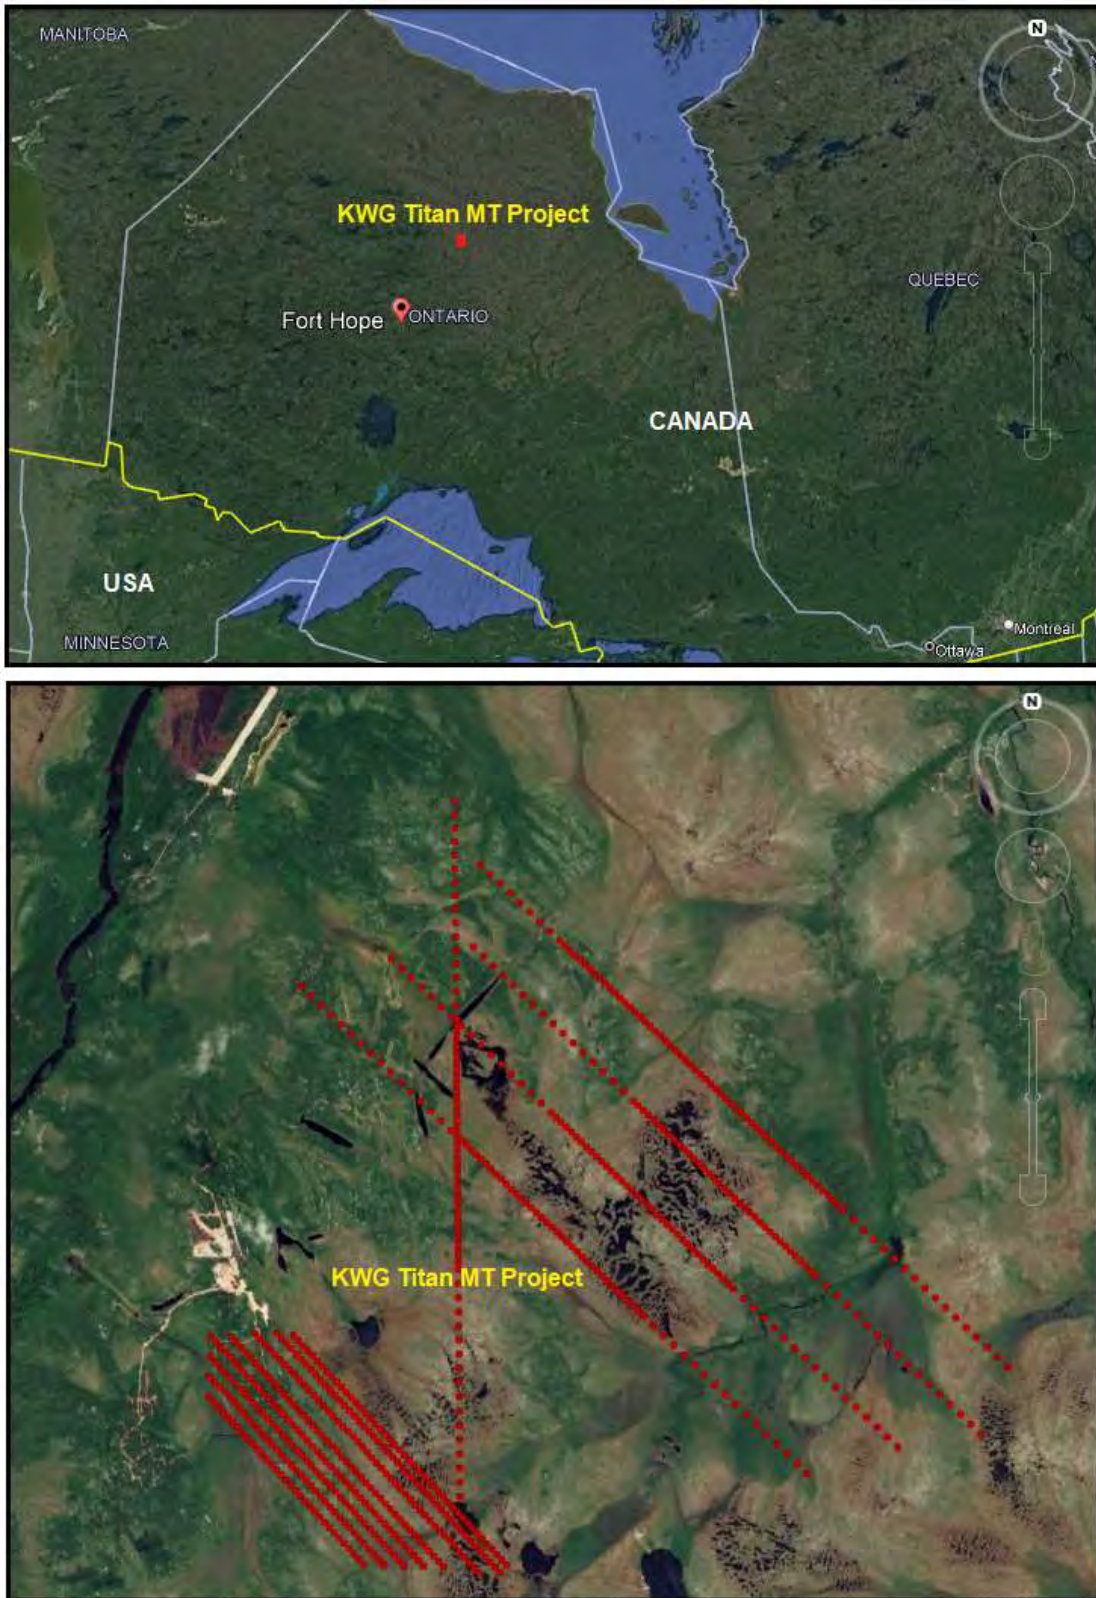 MANITOBA
N
KWG Titan MT Project
QUEBEC
Fort Hope
ONTARIO
CANADA
USA
MINNESOTA
Montreal
Ottawa
N
KWG Titan MT Project